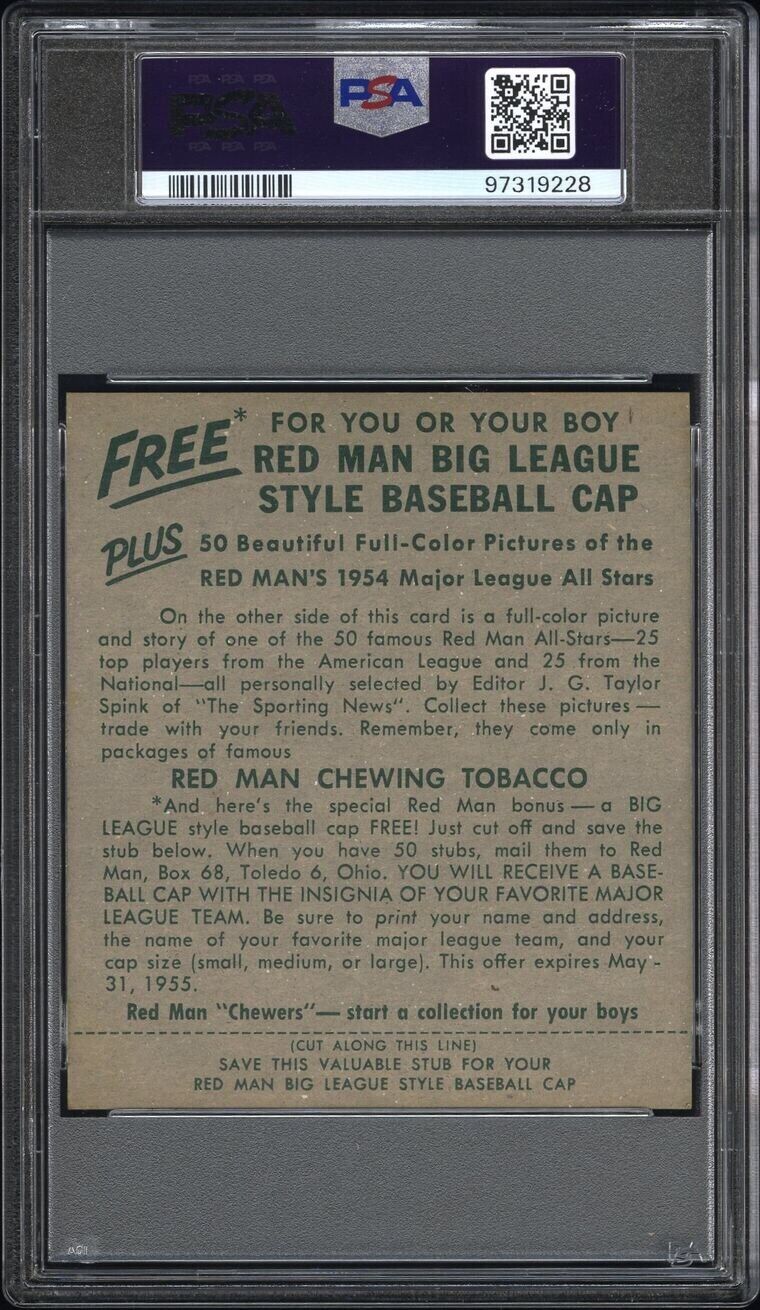 PSA PSA PSA
PSA
PSA PSA PSA
PSA
97319228
FREE* FOR YOU OR YOUR BOY
RED MAN BIG LEAGUE
STYLE BASEBALL CAP
PLUS 50 Beautiful Full-Color Pictures of the
RED MAN'S 1954 Major League All Stars
On the other side of this card is a full-color picture
and story of one of the 50 famous Red Man All-Stars—25
top players from the American League and 25 from the
National—all personally selected by Editor J. G. Taylor
Spink of "The Sporting News". Collect these pictures—
trade with your friends. Remember, they come only in
packages of famous
RED MAN CHEWING TOBACCO
*And here's the special Red Man bonus—a BIG
LEAGUE style baseball cap FREE! Just cut off and save the
stub below. When you have 50 stubs, mail them to Red
Man, Box 68, Toledo 6, Ohio. YOU WILL RECEIVE A BASE-
BALL CAP WITH THE INSIGNIA OF YOUR FAVORITE MAJOR
LEAGUE TEAM. Be sure to print your name and address,
the name of your favorite major league team, and your
cap size (small, medium, or large). This offer expires May
31, 1955.
Red Man "Chewers"—start a collection for your boys
(CUT ALONG THIS LINE)
SAVE THIS VALUABLE STUB FOR YOUR
RED MAN BIG LEAGUE STYLE BASEBALL CAP